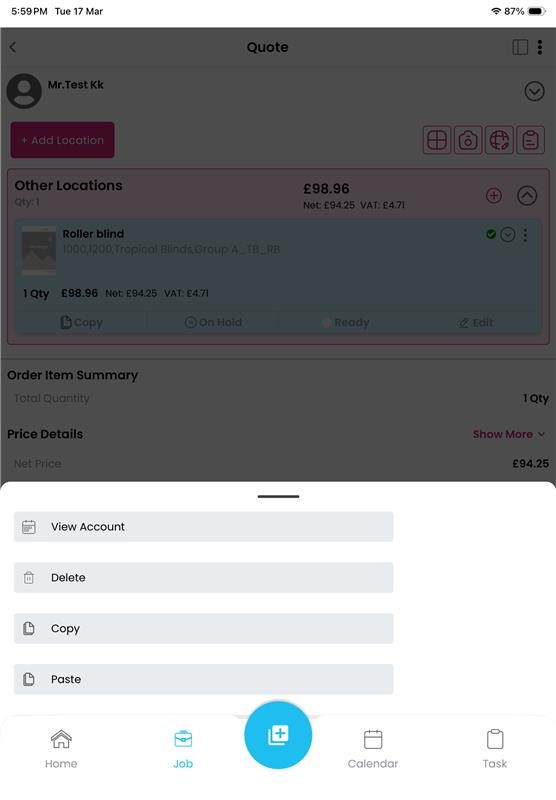 5:59 PM Tue 17 Mar
87%
Quote
Mr.Test Kk
+ Add Location
Other Locations
Qty: 1
£98.96
Net: £94.25 VAT: £4.71
Roller blind
1000,1200,Tropical Blinds,Group A_TB_RB
1 Qty £98.96 Net: £94.25 VAT: £4.71
Copy
On Hold
Ready
Edit
Order Item Summary
Total Quantity
1 Qty
Price Details
Show More
Net Price
£94.25
View Account
Delete
Copy
Paste
Home
Job
Calendar
Task